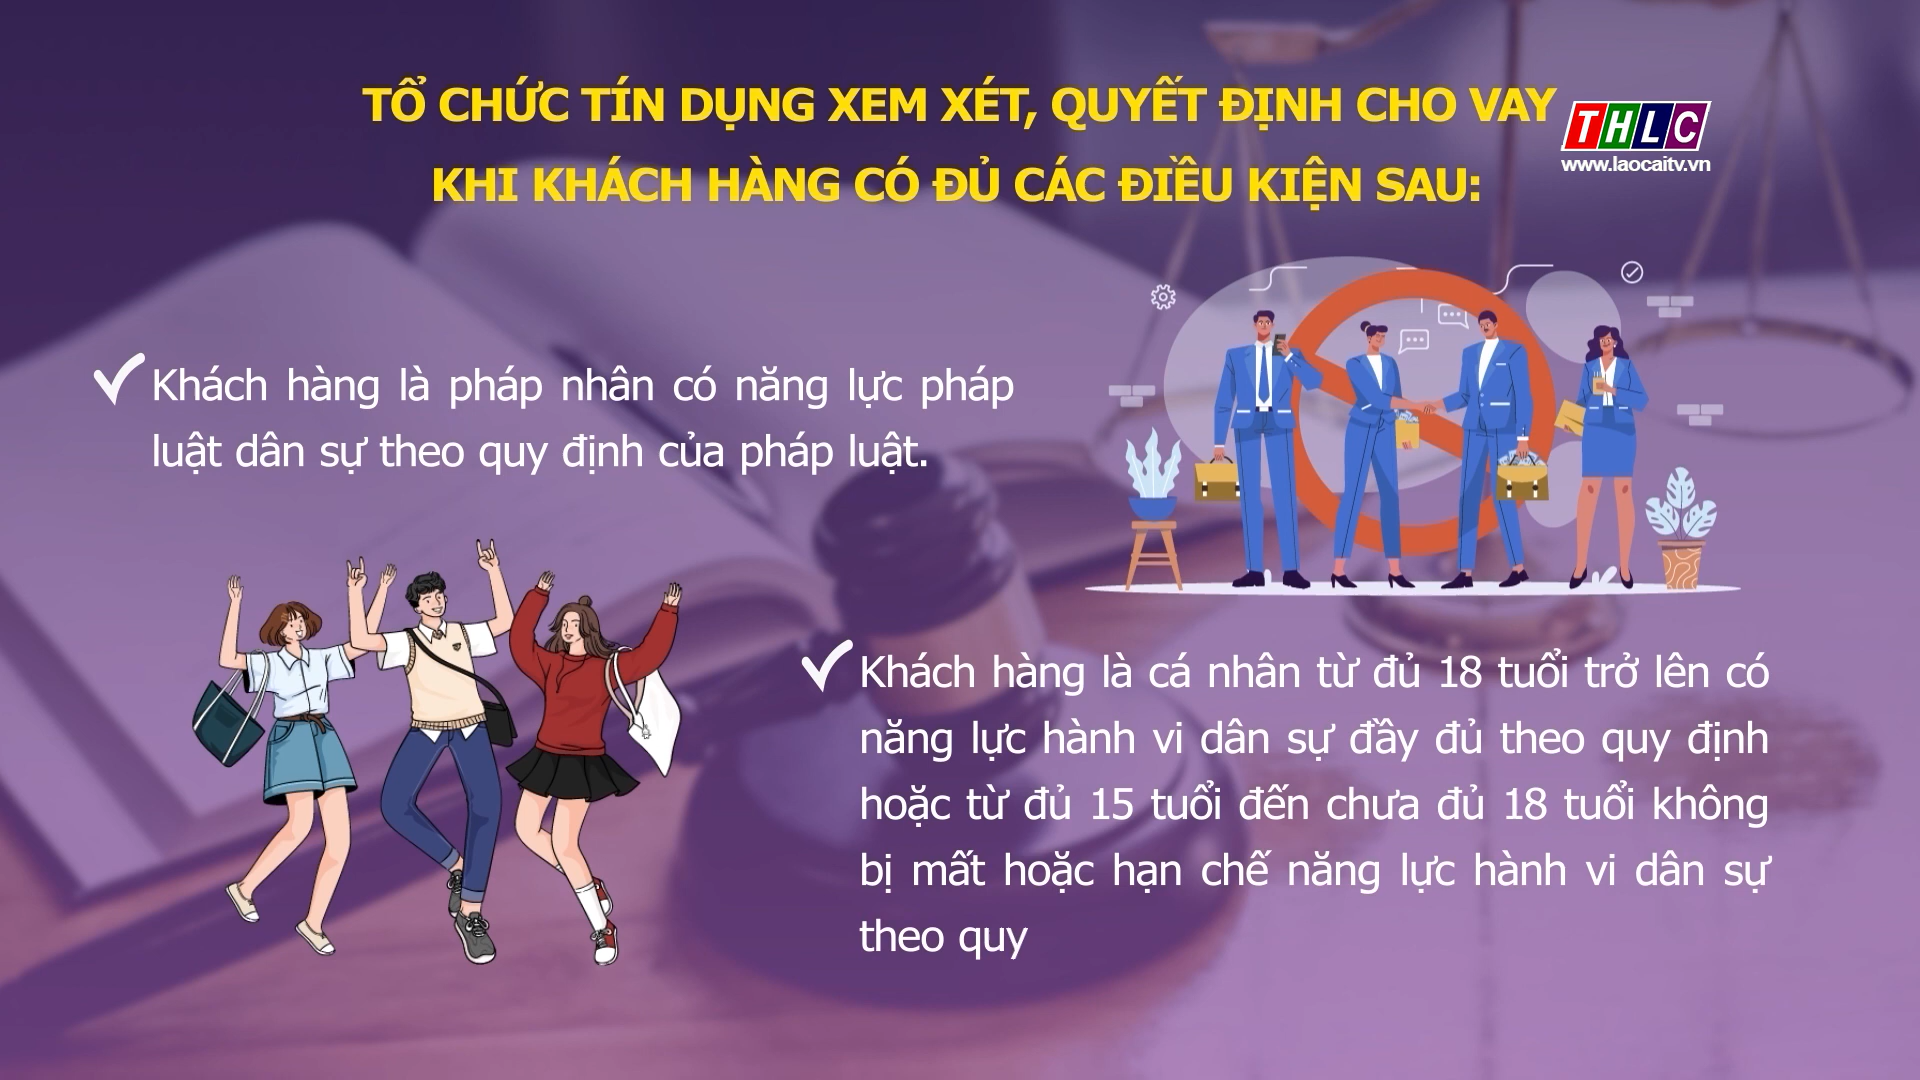 TỔ CHỨC TÍN DỤNG XEM XÉT, QUYẾT ĐỊNH CHO VAY
KHI KHÁCH HÀNG CÓ ĐỦ CÁC ĐIỀU KIỆN SAU:
THLC
www.laocaitv.vn
Khách hàng là pháp nhân có năng lực pháp
luật dân sự theo quy định của pháp luật.
Khách hàng là cá nhân từ đủ 18 tuổi trở lên có
năng lực hành vi dân sự đầy đủ theo quy định
hoặc từ đủ 15 tuổi đến chưa đủ 18 tuổi không
bị mất hoặc hạn chế năng lực hành vi dân sự
theo quy